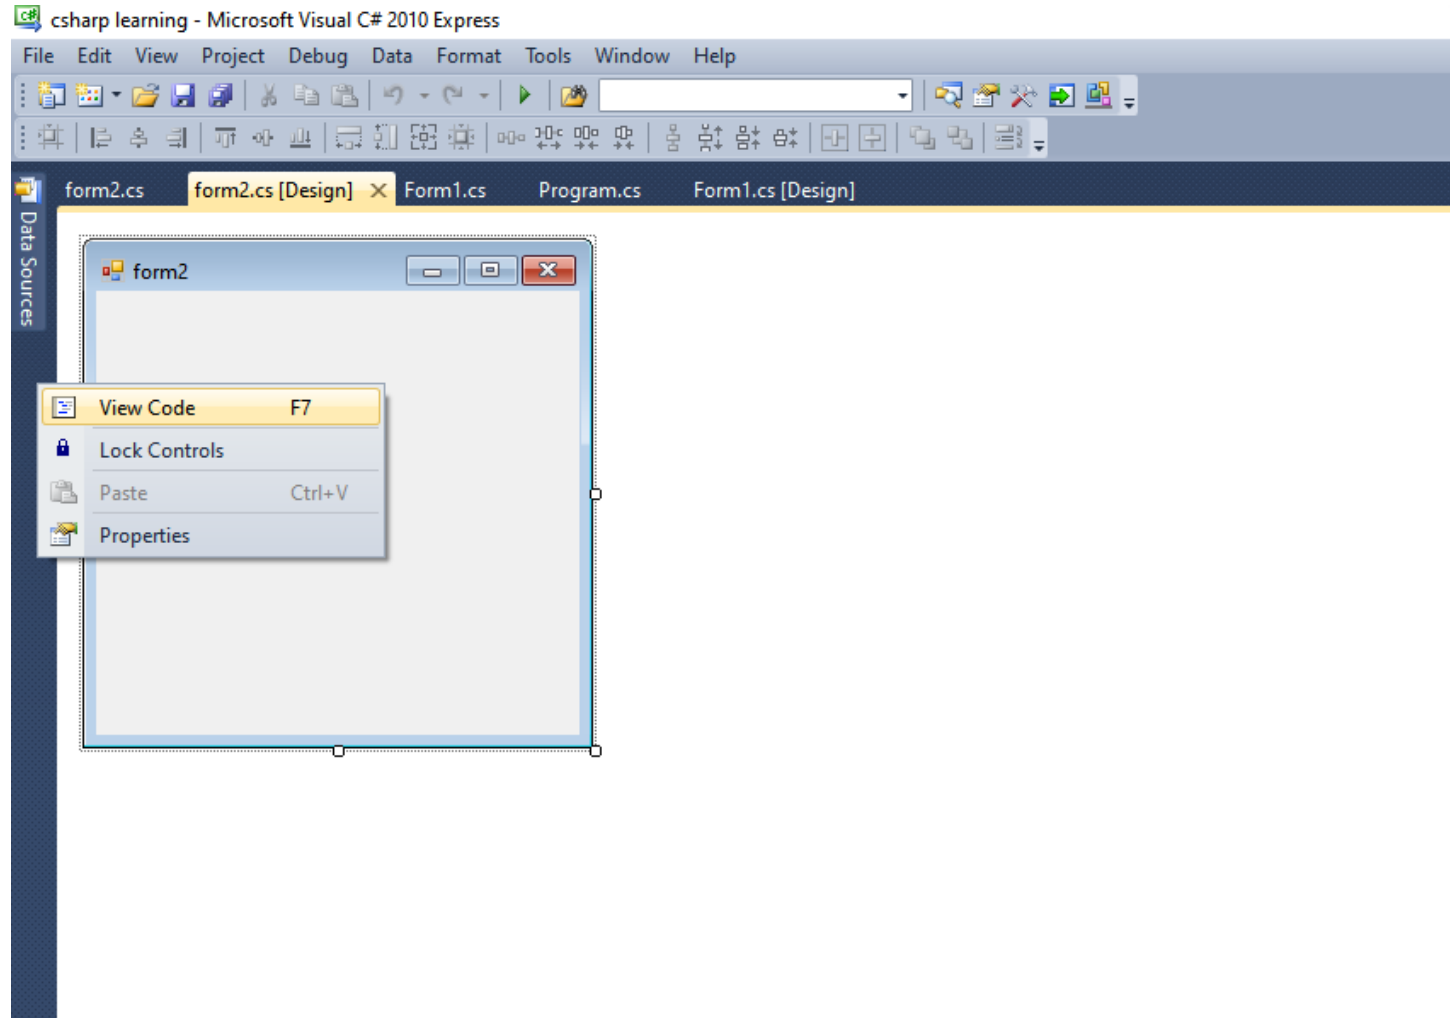 csharp learning - Microsoft Visual C# 2010 Express
File Edit View Project Debug Data Format Tools Window Help
form2.cs form2.cs [Design] Form1.cs Program.cs Form1.cs [Design]
Data Sources
form2
View Code F7
Lock Controls
Paste Ctrl+V
Properties